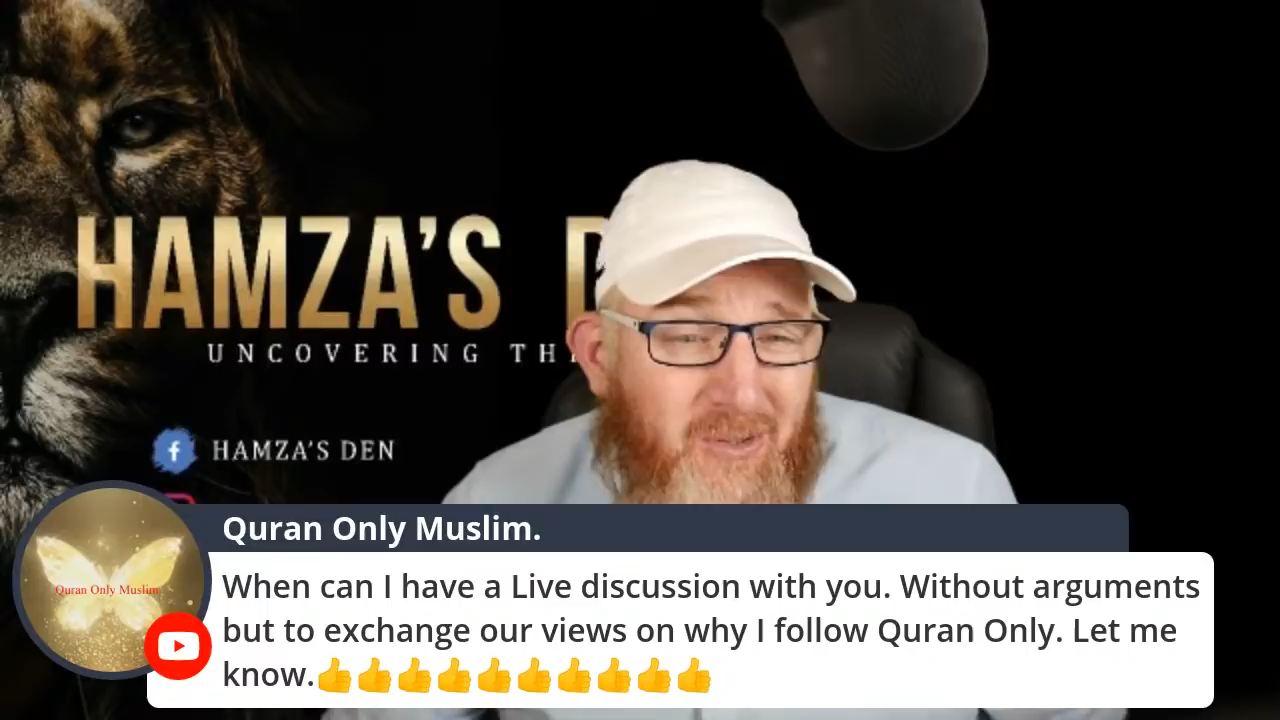 HAMZA'S D
UNCOVERING TH
HAMZA'S DEN
Quran Only Muslim.
Quran Only Muslim
When can I have a Live discussion with you. Without arguments
but to exchange our views on why I follow Quran Only. Let me
know.👍👍👍👍👍👍👍👍👍👍